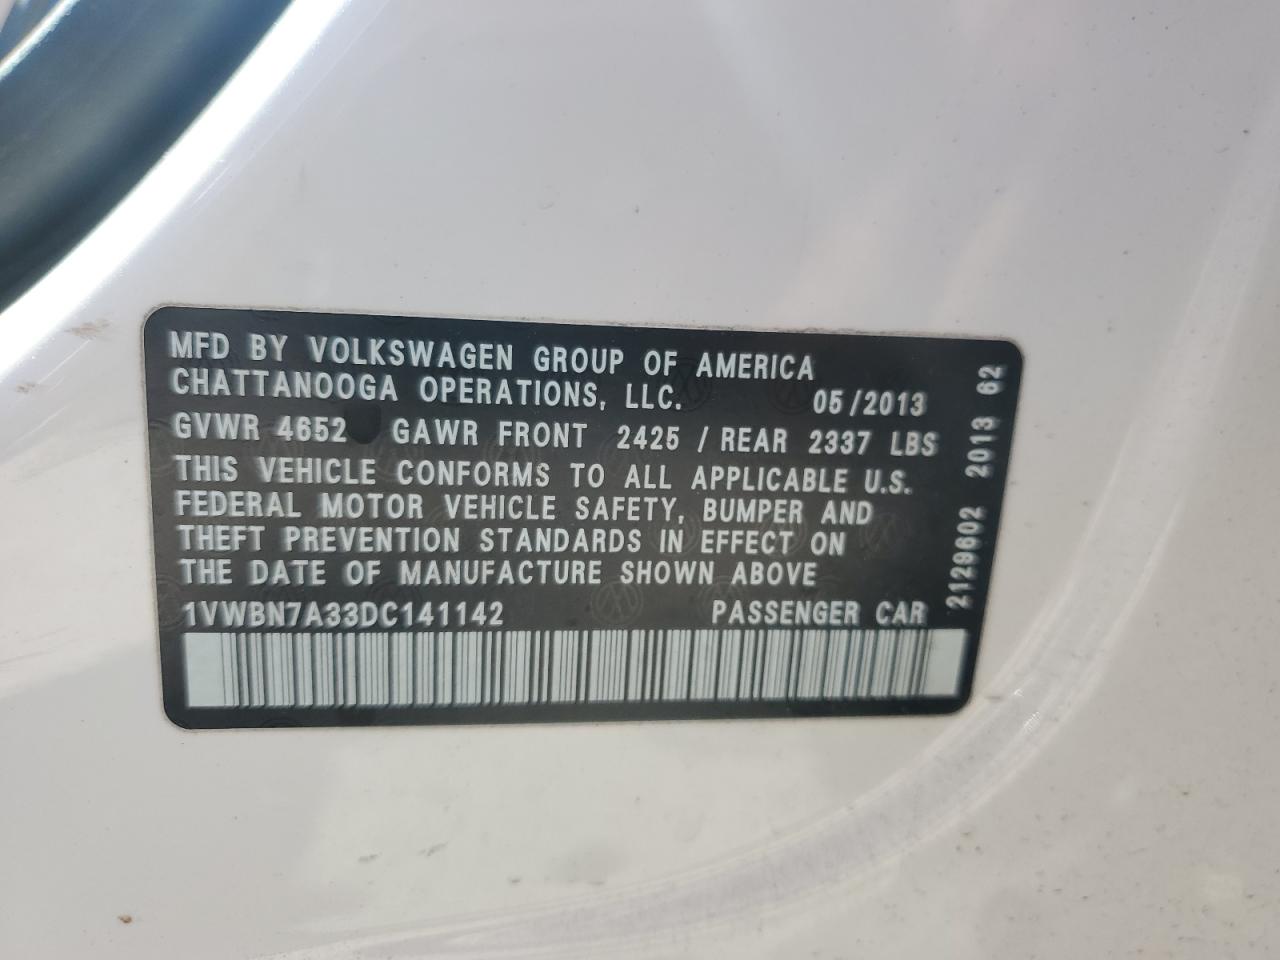 MFD BY VOLKSWAGEN GROUP OF AMERICA
CHATTANOOGA OPERATIONS, LLC. 05/2013
GVWR 4652 GAWR FRONT 2425 / REAR 2337 LBS
THIS VEHICLE CONFORMS TO ALL APPLICABLE U.S.
FEDERAL MOTOR VEHICLE SAFETY, BUMPER AND
THEFT PREVENTION STANDARDS IN EFFECT ON
THE DATE OF MANUFACTURE SHOWN ABOVE
1VWBN7A33DC141142 PASSENGER CAR
2129602 2013 62